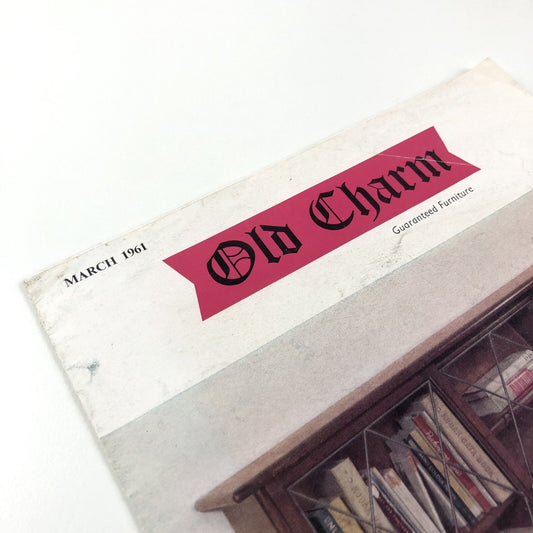 MARCH 1961
Old Charm
Guaranteed Furniture